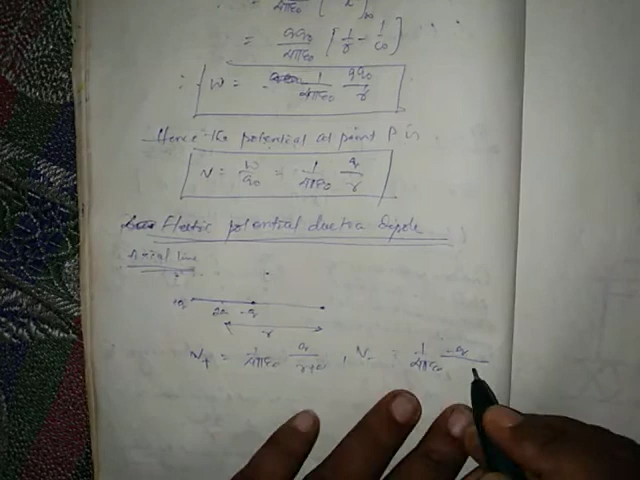 = qq₀/4πε₀ [1/r - 1/∞]
∴ W = 1/4πε₀ qq₀/r
Hence the potential at point P is
V = W/q₀ = 1/4πε₀ q/r
Electric potential due to a Dipole
Axial line
+q 2a -q
r
V₊ = 1/4πε₀ q/r+a , V₋ = 1/4πε₀ -q